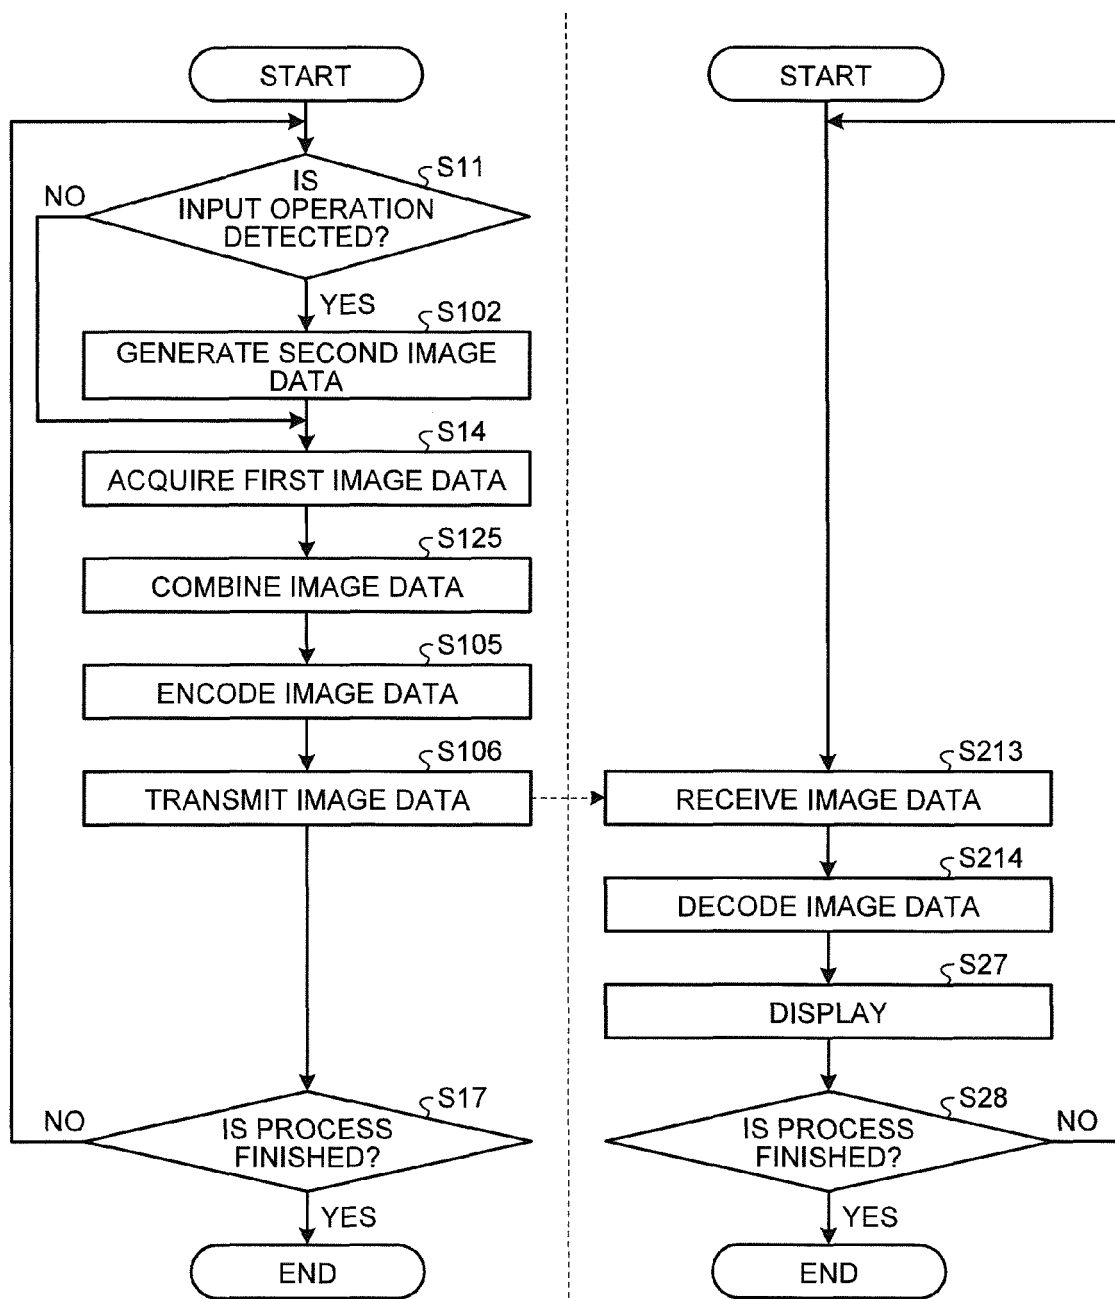 START
S11
NO
IS
INPUT OPERATION
DETECTED?
YES
S102
GENERATE SECOND IMAGE
DATA
S14
ACQUIRE FIRST IMAGE DATA
S125
COMBINE IMAGE DATA
S105
ENCODE IMAGE DATA
S106
TRANSMIT IMAGE DATA
S17
NO
IS PROCESS
FINISHED?
YES
END
START
S213
RECEIVE IMAGE DATA
S214
DECODE IMAGE DATA
S27
DISPLAY
S28
IS PROCESS
FINISHED?
NO
YES
END